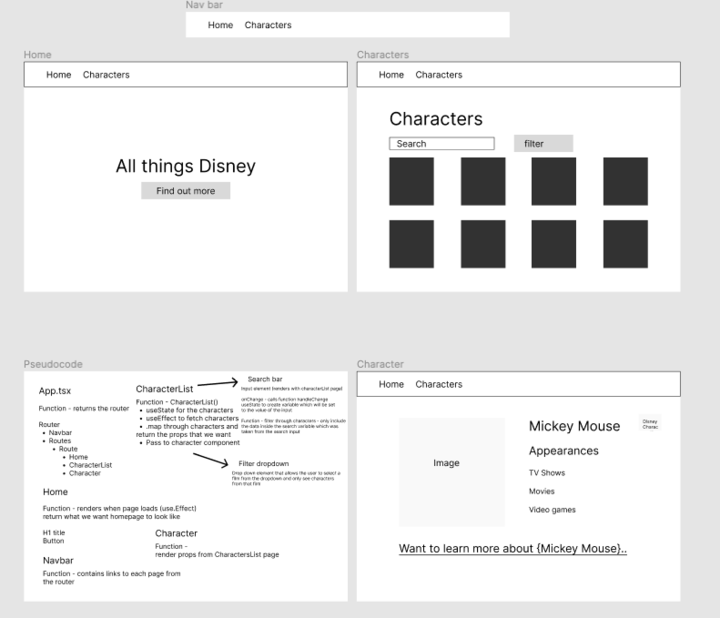 Nav bar
Home Characters
Home
Home Characters
All things Disney
Find out more
Characters
Home Characters
Characters
Search filter
Pseudocode
App.tsx
Function - returns the router
Router
• Navbar
• Routes
• Route
• Home
• CharacterList
• Character
Home
Function - renders when page loads (use.Effect)
return what we want homepage to look like
H1 title
Button
Navbar
Function - contains links to each page from
the router
CharacterList
Function - CharacterList()
• useState for the characters
• useEffect to fetch characters
• .map through characters and
return the props that we want
• Pass to character component
Search bar
Input element (renders with characterList page)
onChange - calls function handleChange
useState to create variable which will be set
to the value of the input
Function - filter through characters - only include
the data inside the search variable which was
taken from the search input
Filter dropdown
Drop down element that allows the user to select a
film from the dropdown and only see characters
from that film
Character
Function -
render props from CharactersList page
Character
Home Characters
Image
Mickey Mouse
Disney
Charac
Appearances
TV Shows
Movies
Video games
Want to learn more about {Mickey Mouse}..